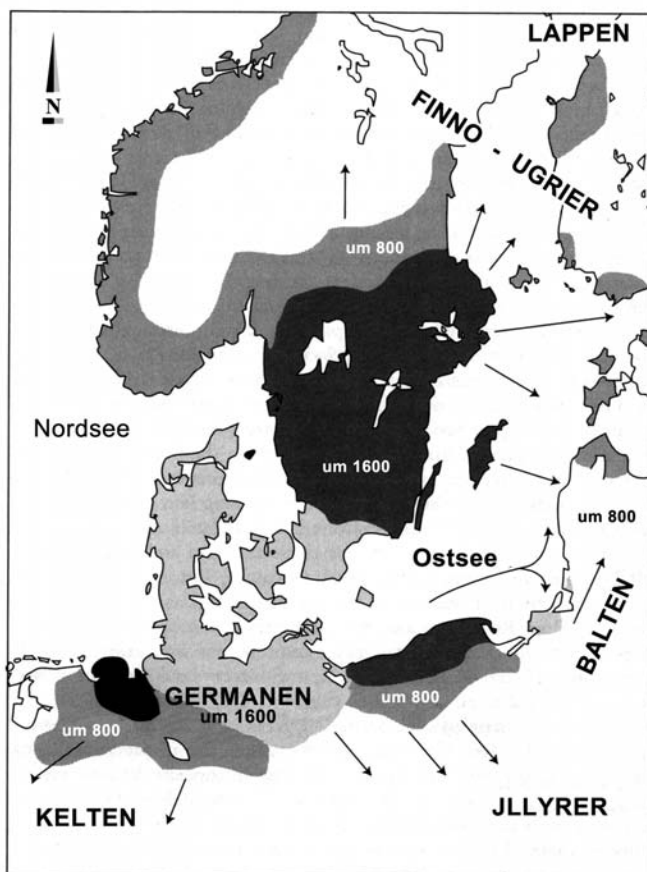 LAPPEN
N
FINNO - UGRIER
um 800
Nordsee
um 1600
um 800
Ostsee
BALTEN
GERMANEN
um 1600
um 800
um 800
KELTEN
JLLYRER